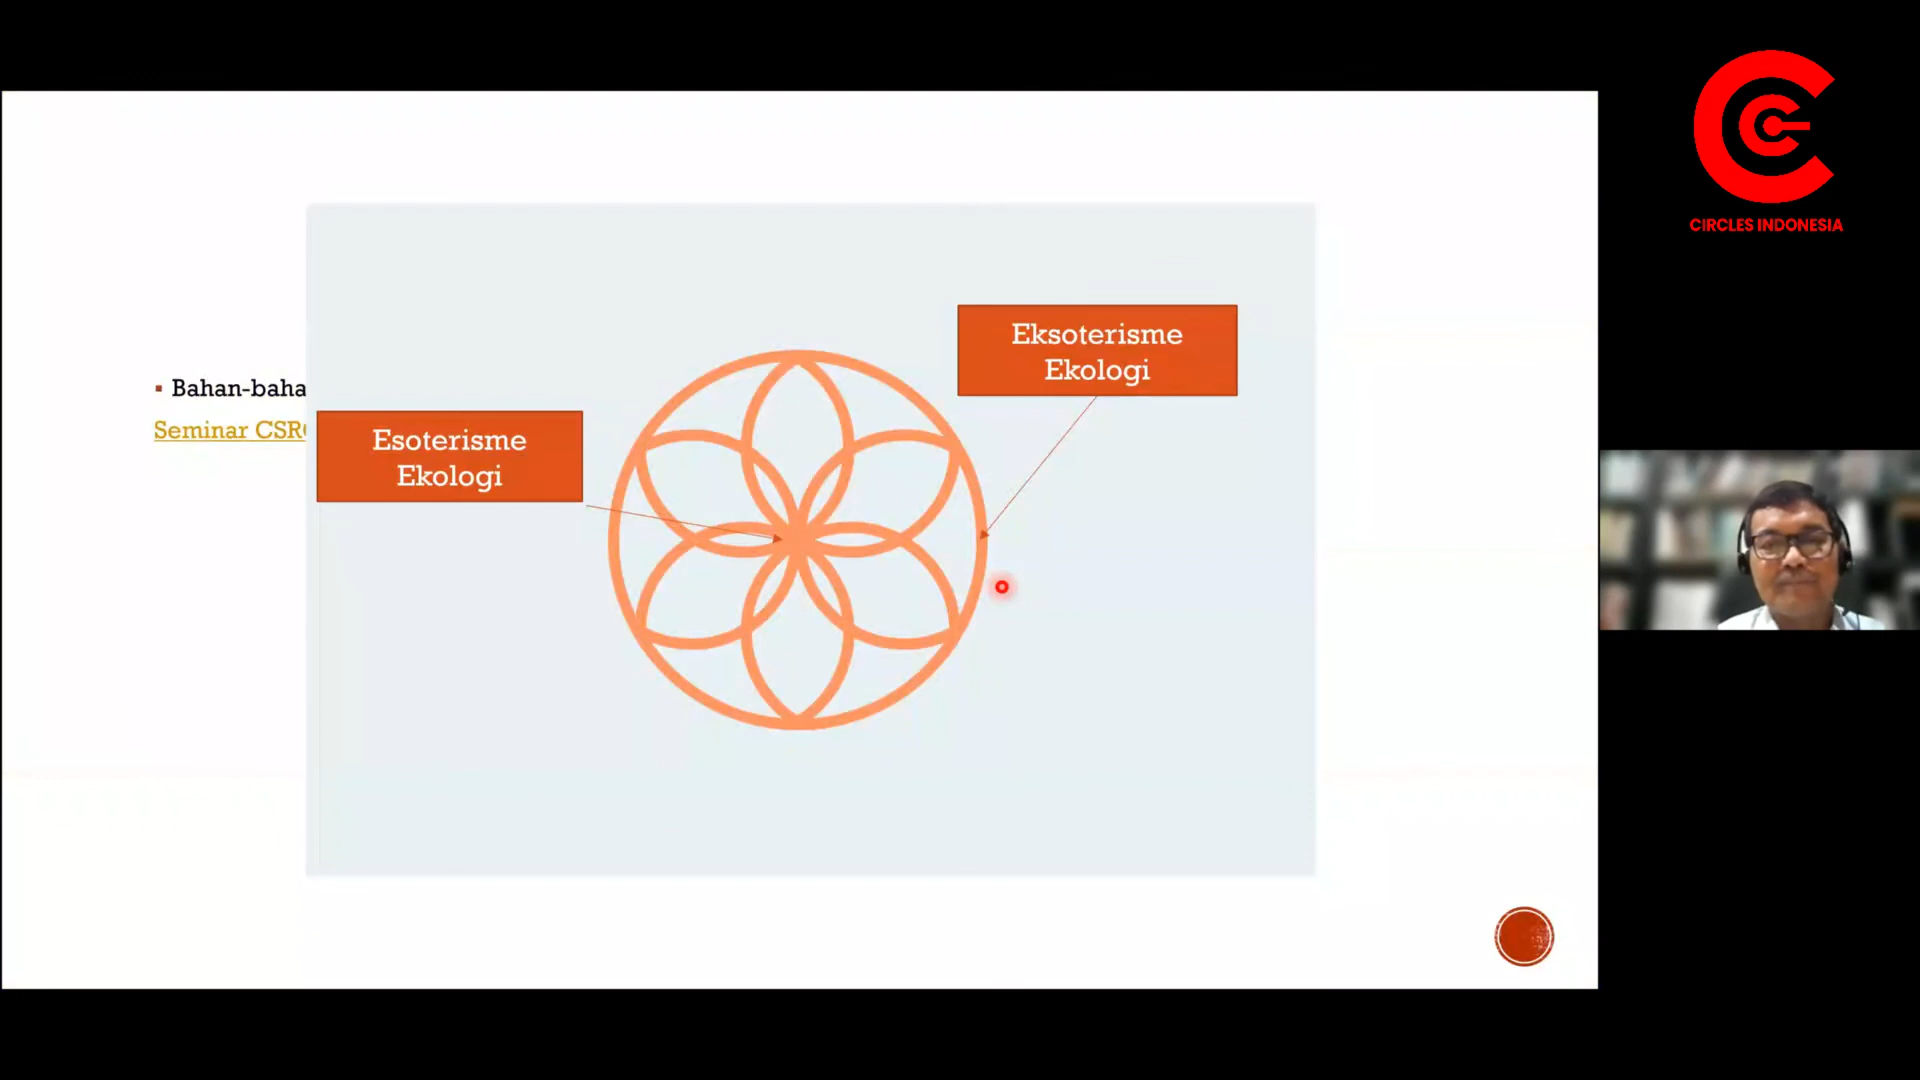 CIRCLES INDONESIA
Eksoterisme
Ekologi
Bahan-baha
Seminar CSR
Esoterisme
Ekologi